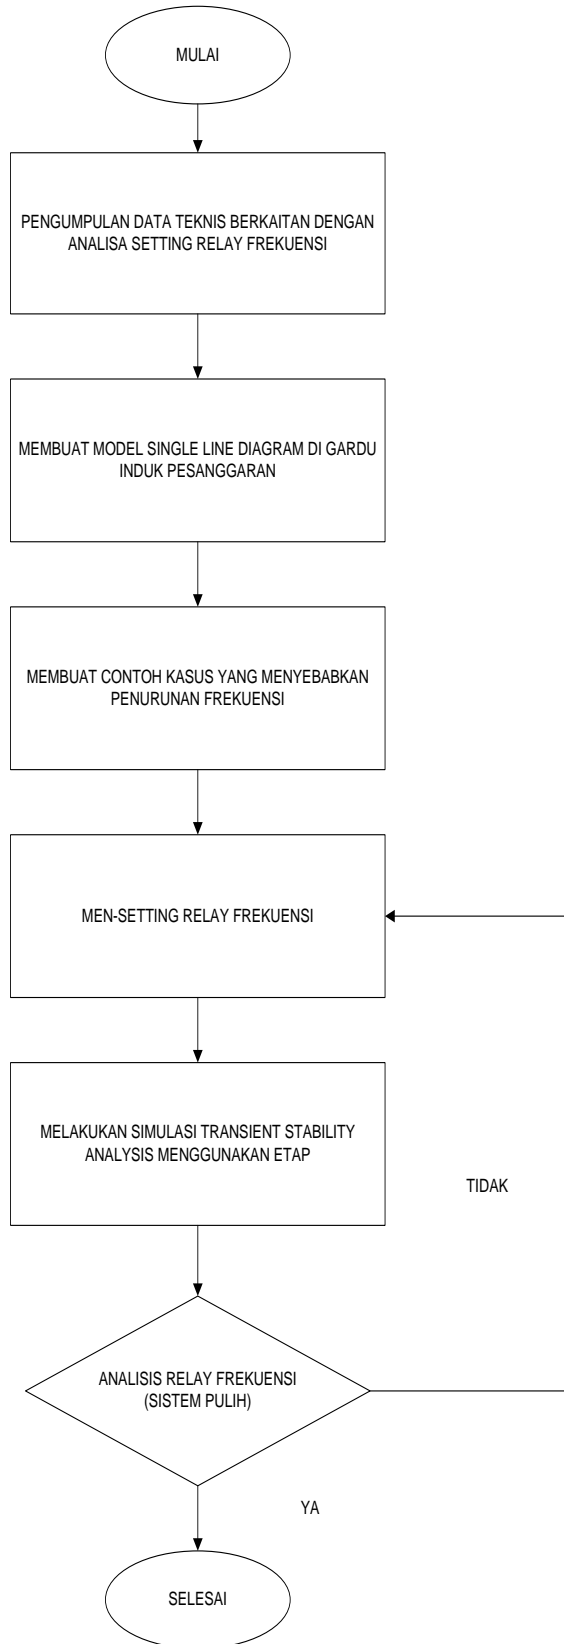 MULAI
PENGUMPULAN DATA TEKNIS BERKAITAN DENGAN
ANALISA SETTING RELAY FREKUENSI
MEMBUAT MODEL SINGLE LINE DIAGRAM DI GARDU
INDUK PESANGGARAN
MEMBUAT CONTOH KASUS YANG MENYEBABKAN
PENURUNAN FREKUENSI
MEN-SETTING RELAY FREKUENSI
MELAKUKAN SIMULASI TRANSIENT STABILITY
ANALYSIS MENGGUNAKAN ETAP
TIDAK
ANALISIS RELAY FREKUENSI
(SISTEM PULIH)
YA
SELESAI